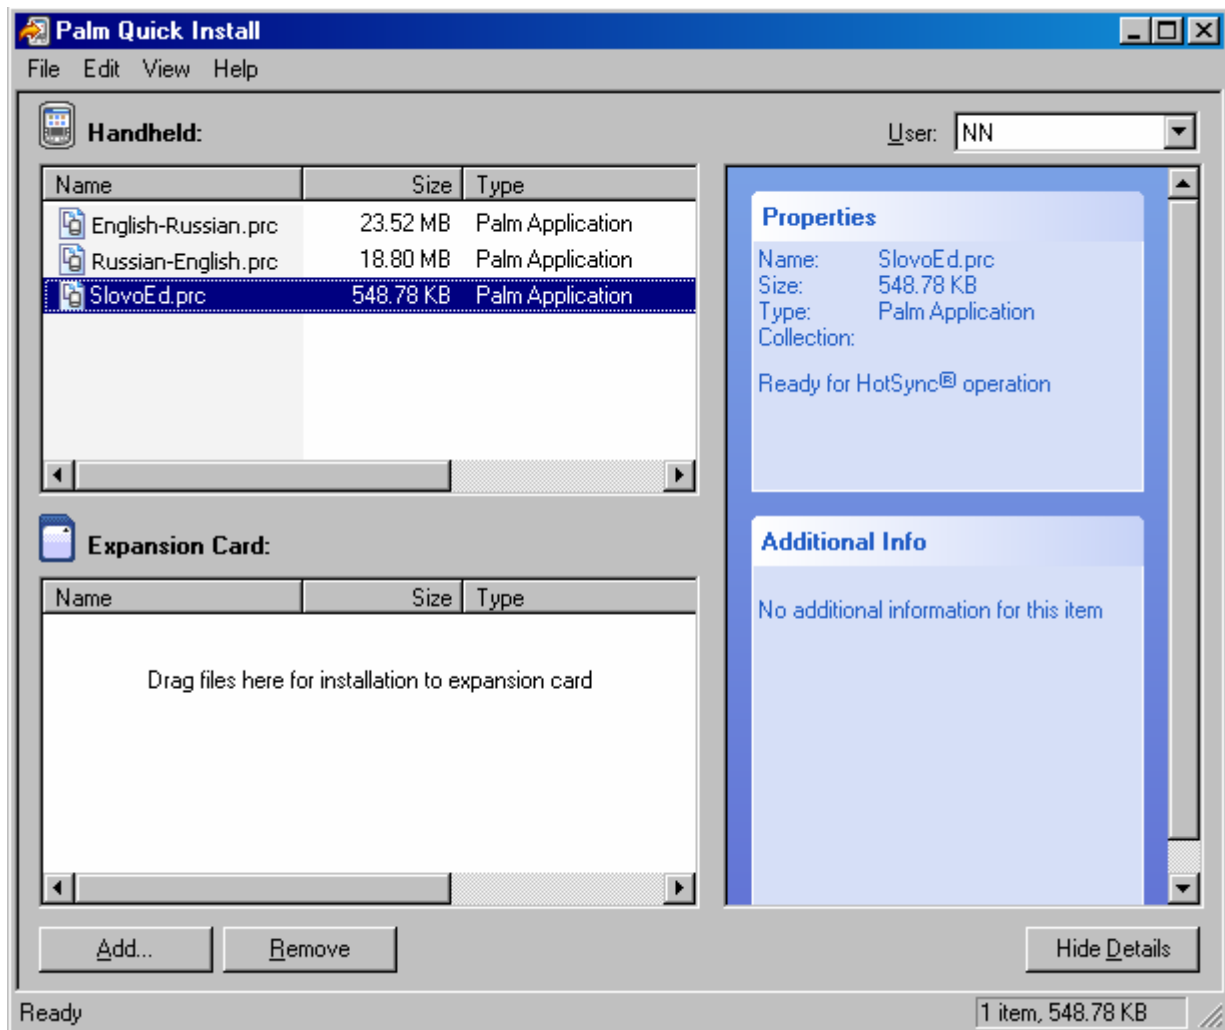 Palm Quick Install
File Edit View Help
Handheld:
User: NN
Name Size Type
English-Russian.prc 23.52 MB Palm Application
Russian-English.prc 18.80 MB Palm Application
SlovoEd.prc 548.78 KB Palm Application
Properties
Name: SlovoEd.prc
Size: 548.78 KB
Type: Palm Application
Collection:
Ready for HotSync® operation
Expansion Card:
Name Size Type
Drag files here for installation to expansion card
Additional Info
No additional information for this item
Add... Remove
Hide Details
Ready
1 item, 548.78 KB